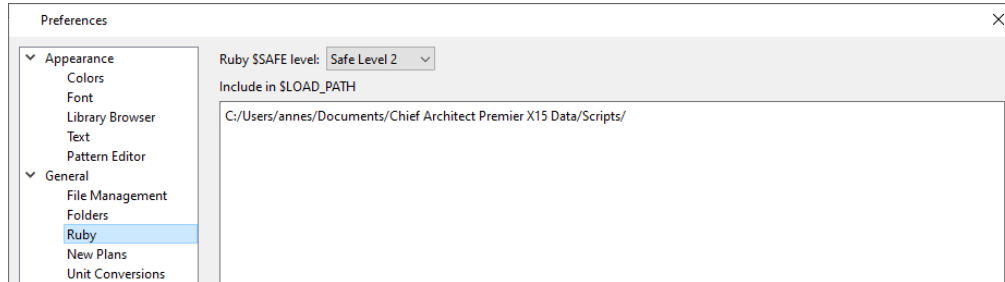 Preferences
Appearance
Colors
Font
Library Browser
Text
Pattern Editor
General
File Management
Folders
Ruby
New Plans
Unit Conversions
Ruby $SAFE level: Safe Level 2
Include in $LOAD_PATH
C:/Users/annes/Documents/Chief Architect Premier X15 Data/Scripts/